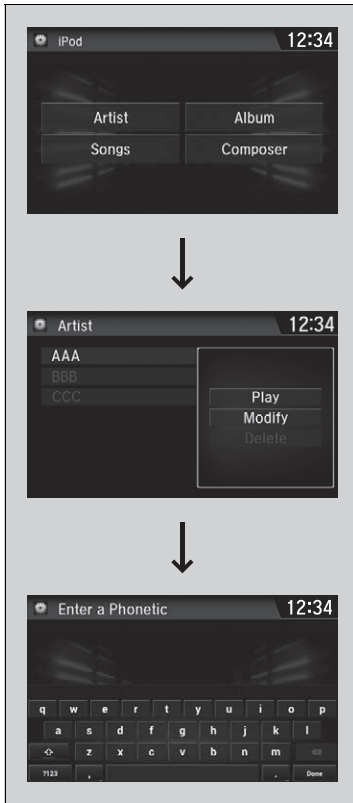 iPod 12:34
Artist Album
Songs Composer
Artist 12:34
AAA
BBB
CCC
Play
Modify
Delete
Enter a Phonetic 12:34
q w e r t y u i o p
a s d f g h j k l
z x c v b n m
?123 , . Done